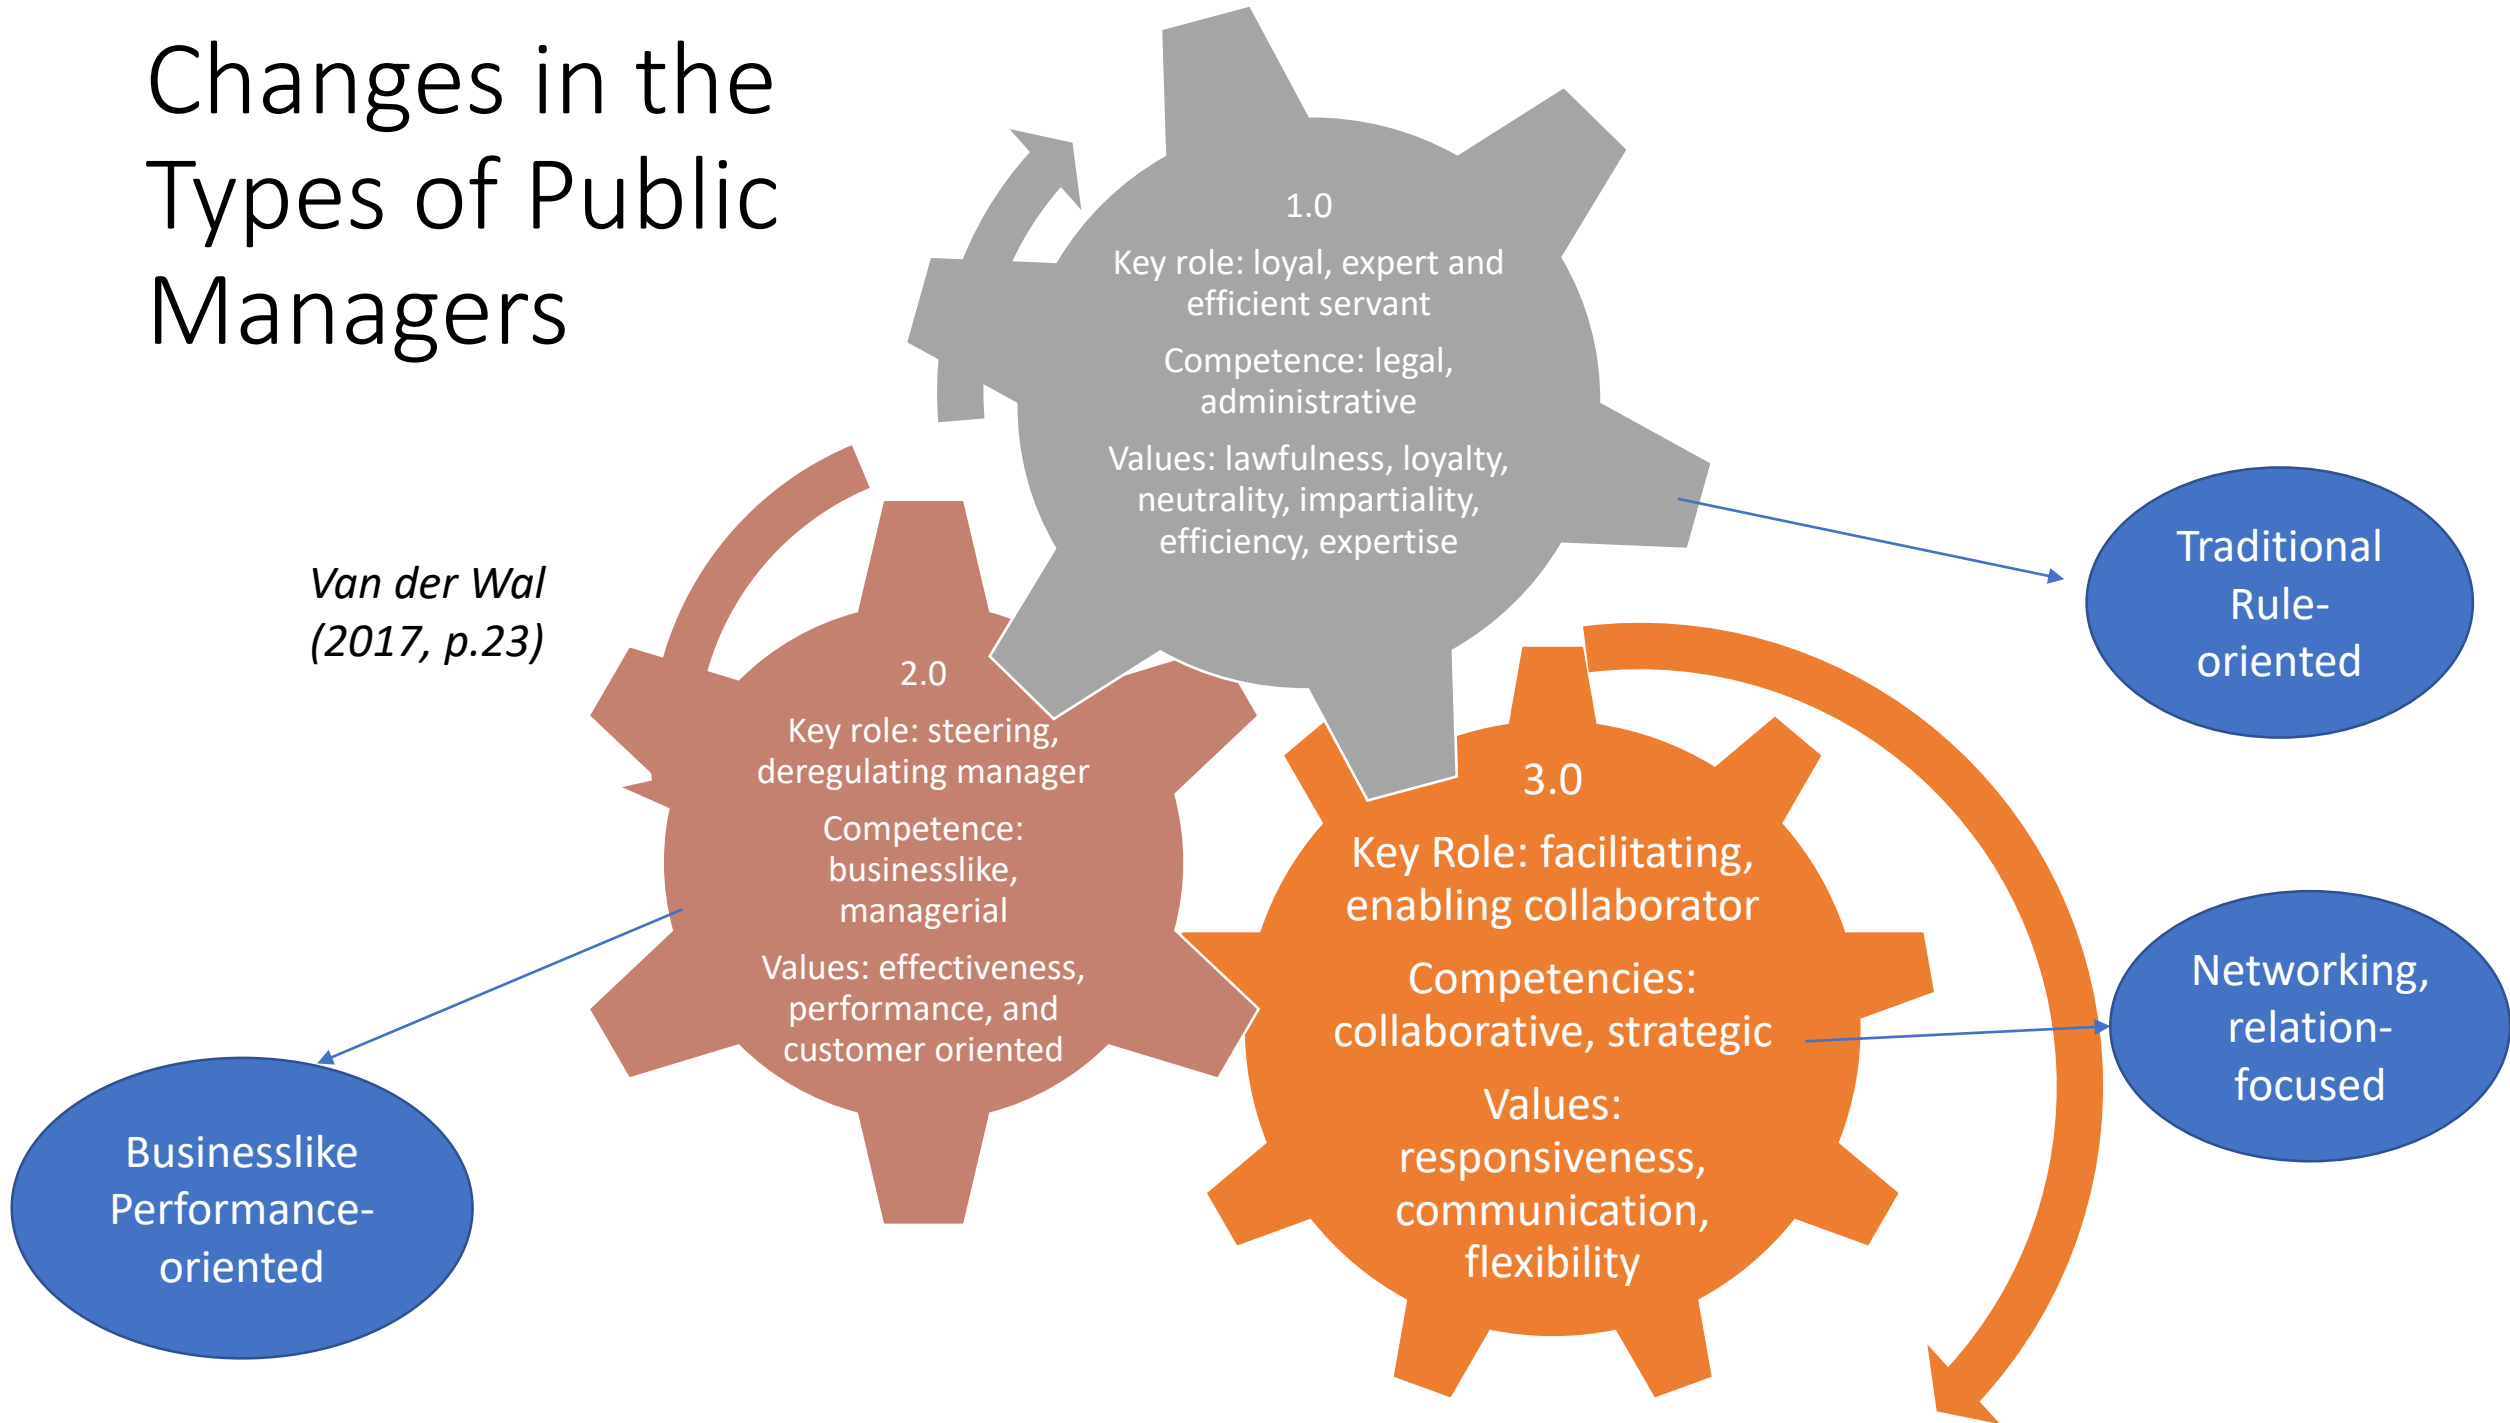 Changes in the
Types of Public
Managers
Van der Wal
(2017, p.23)
1.0
Key role: loyal, expert and
efficient servant
Competence: legal,
administrative
Values: lawfulness, loyalty,
neutrality, impartiality,
efficiency, expertise
Traditional
Rule-
oriented
2.0
Key role: steering,
deregulating manager
Competence:
businesslike,
managerial
Values: effectiveness,
performance, and
customer oriented
Businesslike
Performance-
oriented
3.0
Key Role: facilitating,
enabling collaborator
Competencies:
collaborative, strategic
Values:
responsiveness,
communication,
flexibility
Networking,
relation-
focused